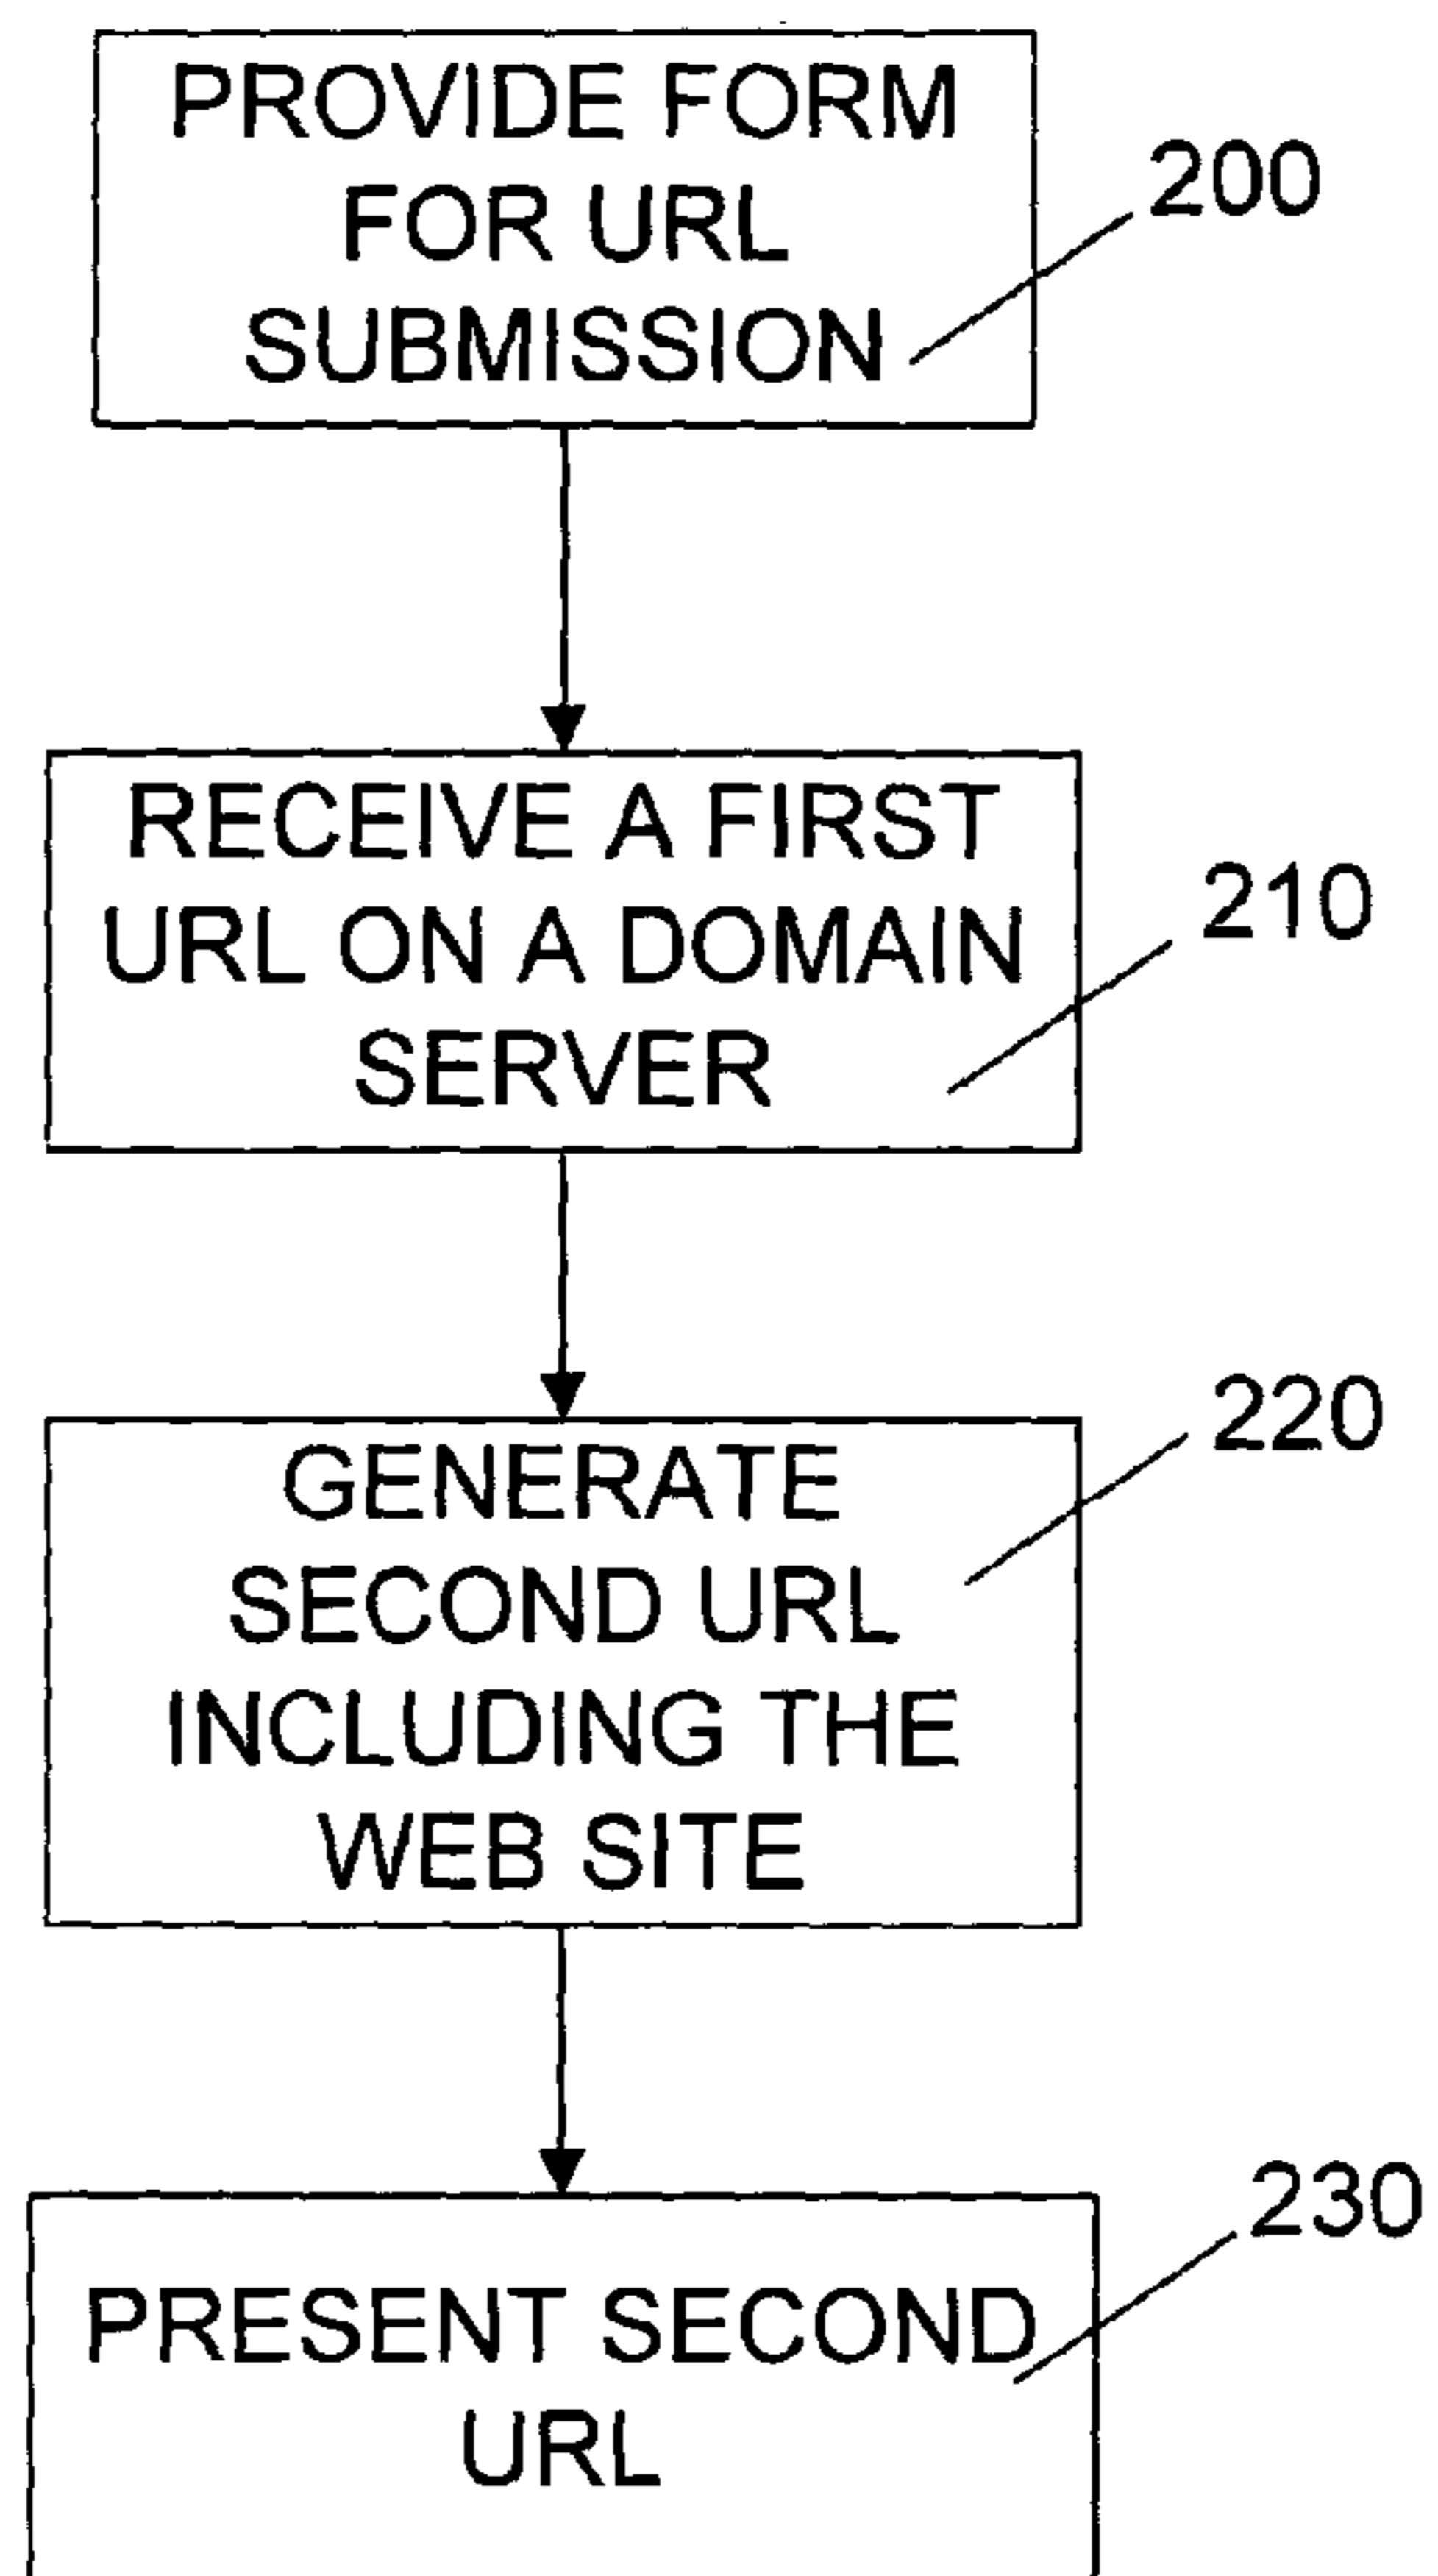 PROVIDE FORM
FOR URL
SUBMISSION
200
RECEIVE A FIRST
URL ON A DOMAIN
SERVER
210
GENERATE
SECOND URL
INCLUDING THE
WEB SITE
220
PRESENT SECOND
URL
230